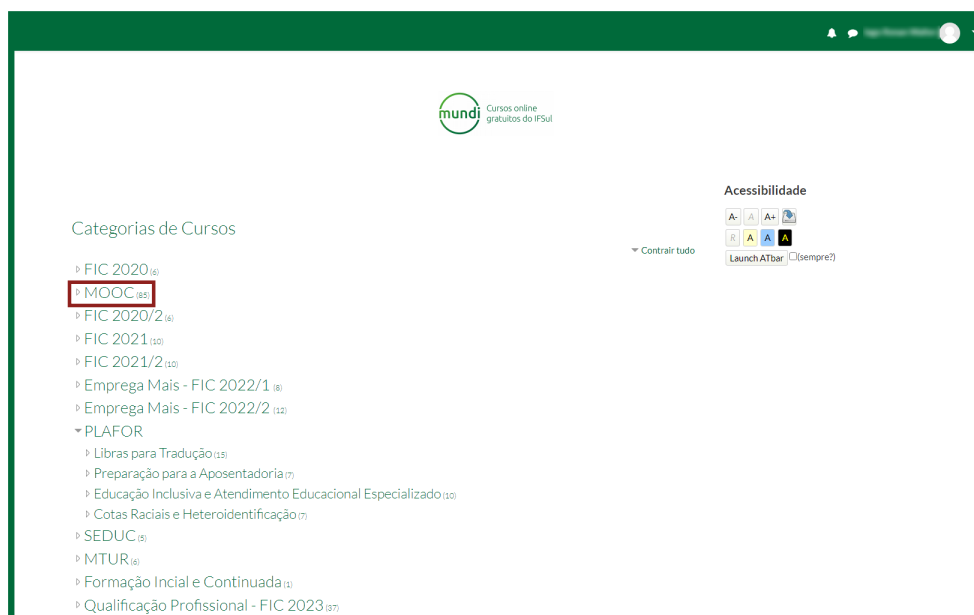 mundi
Cursos online
gratuitos do IFSul
Acessibilidade
A- A A+
R A A A
Launch ATbar (sempre?)
Categorias de Cursos
Contrair tudo
FIC 2020 (6)
MOOC (85)
FIC 2020/2 (6)
FIC 2021 (10)
FIC 2021/2 (10)
Emprega Mais - FIC 2022/1 (8)
Emprega Mais - FIC 2022/2 (12)
PLAFOR
Libras para Tradução (15)
Preparação para a Aposentadoria (7)
Educação Inclusiva e Atendimento Educacional Especializado (10)
Cotas Raciais e Heteroidentificação (7)
SEDUC (5)
MTUR (6)
Formação Incial e Continuada (1)
Qualificação Profissional - FIC 2023 (37)